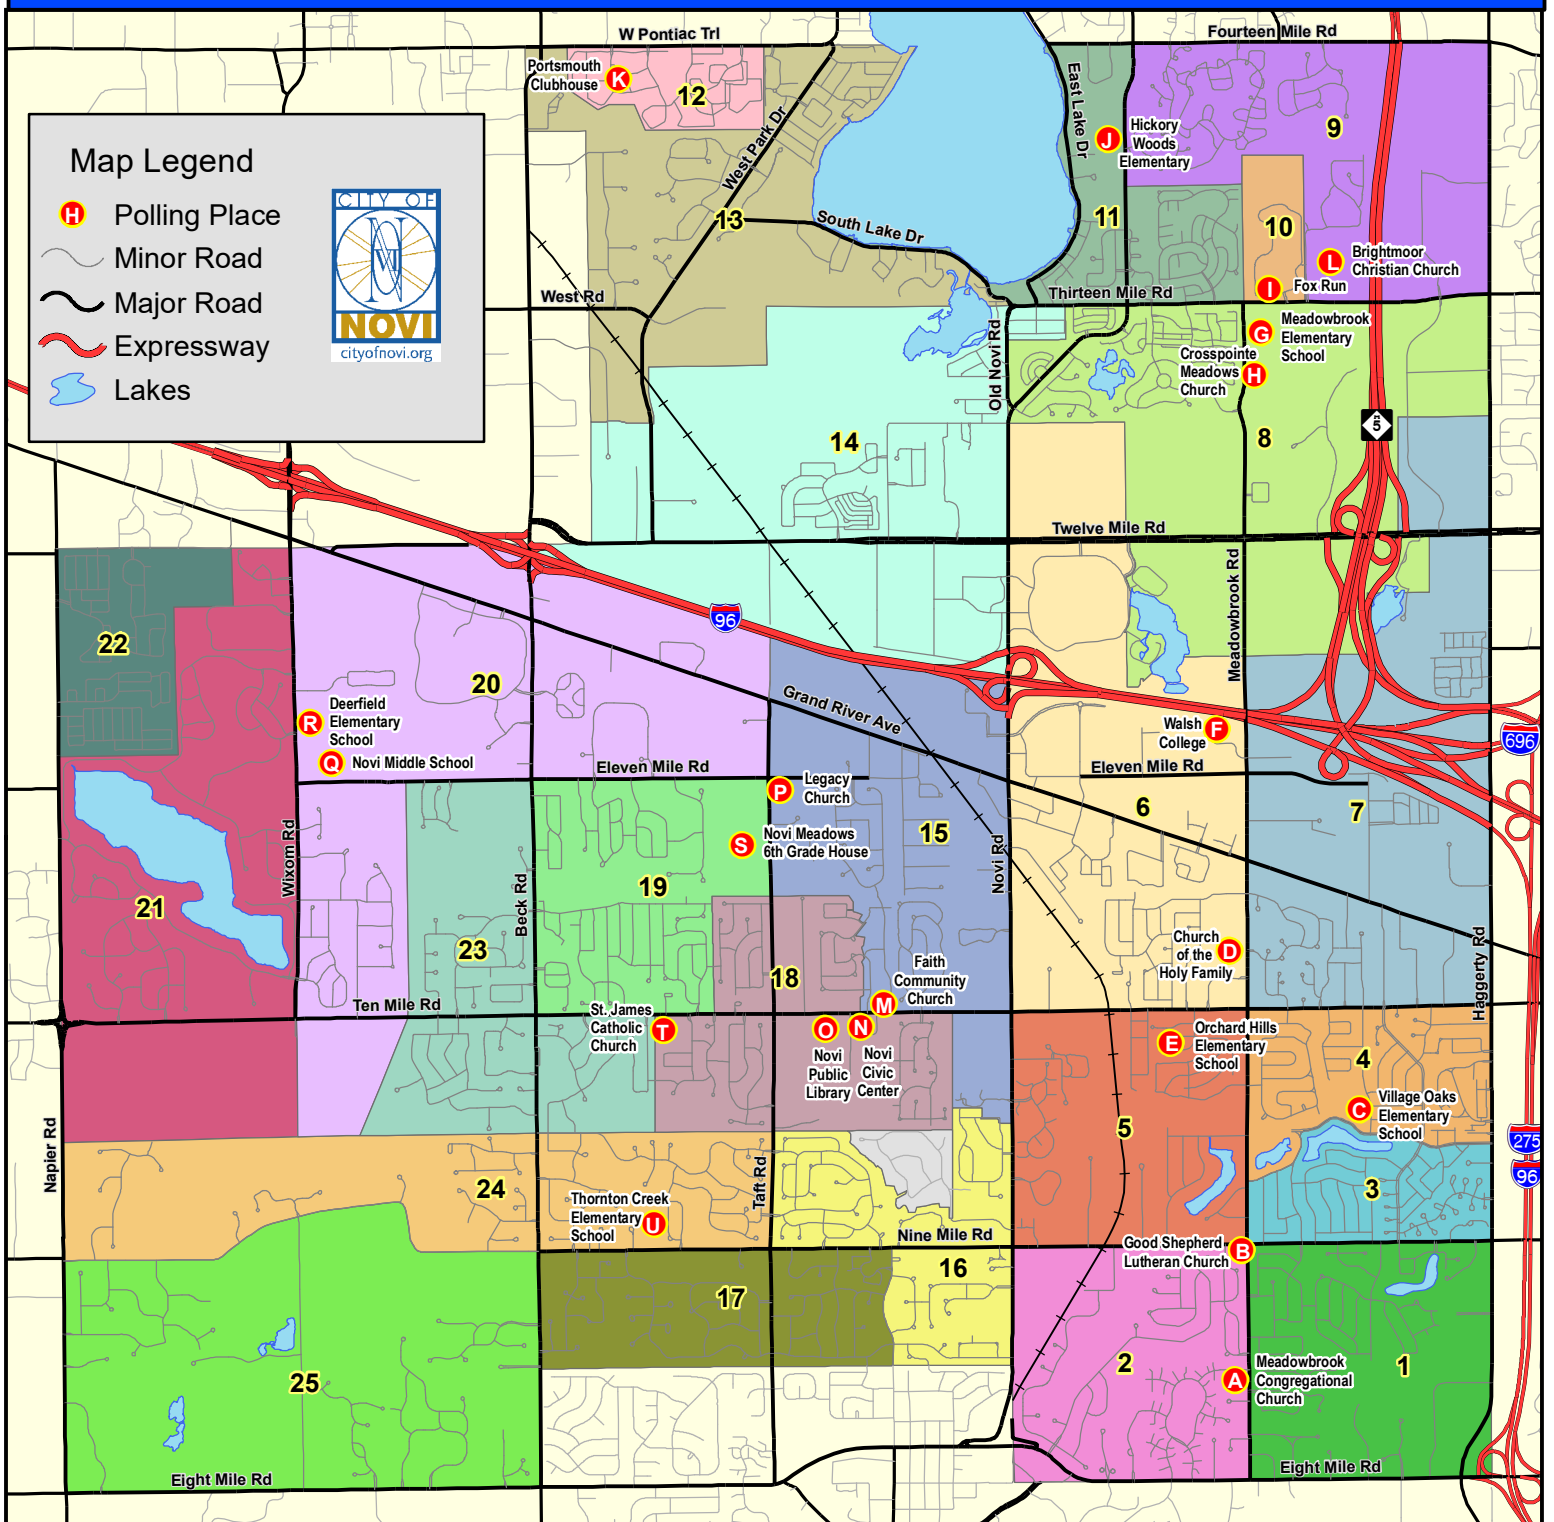 W Pontiac Trl
Fourteen Mile Rd
Portsmouth
Clubhouse
K
12
East Lake Dr
J
Hickory
Woods
Elementary
9
Map Legend
H Polling Place
Minor Road
Major Road
Expressway
Lakes
CITY OF
NOVI
cityofnovi.org
West Park Dr
13
South Lake Dr
11
10
L
Brightmoor
Christian Church
I
Fox Run
West Rd
Thirteen Mile Rd
Old Novi Rd
G
Meadowbrook
Elementary
School
Crosspointe
Meadows
Church
H
14
8
M
5
Twelve Mile Rd
Meadowbrook Rd
22
96
20
Grand River Ave
R
Deerfield
Elementary
School
Q
Novi Middle School
Walsh
College
F
696
Eleven Mile Rd
Eleven Mile Rd
P
Legacy
Church
6
7
S
Novi Meadows
6th Grade House
15
Novi Rd
Wixom Rd
19
Beck Rd
21
23
18
Faith
Community
Church
M
Church
of the
Holy Family
D
Haggerty Rd
Ten Mile Rd
St. James
Catholic
Church
T
O
N
Novi
Public
Library
Novi
Civic
Center
E
Orchard Hills
Elementary
School
4
C
Village Oaks
Elementary
School
5
275
96
Napier Rd
24
Taft Rd
3
Thornton Creek
Elementary
School
U
Nine Mile Rd
Good Shepherd
Lutheran Church
B
16
17
25
2
A
Meadowbrook
Congregational
Church
1
Eight Mile Rd
Eight Mile Rd